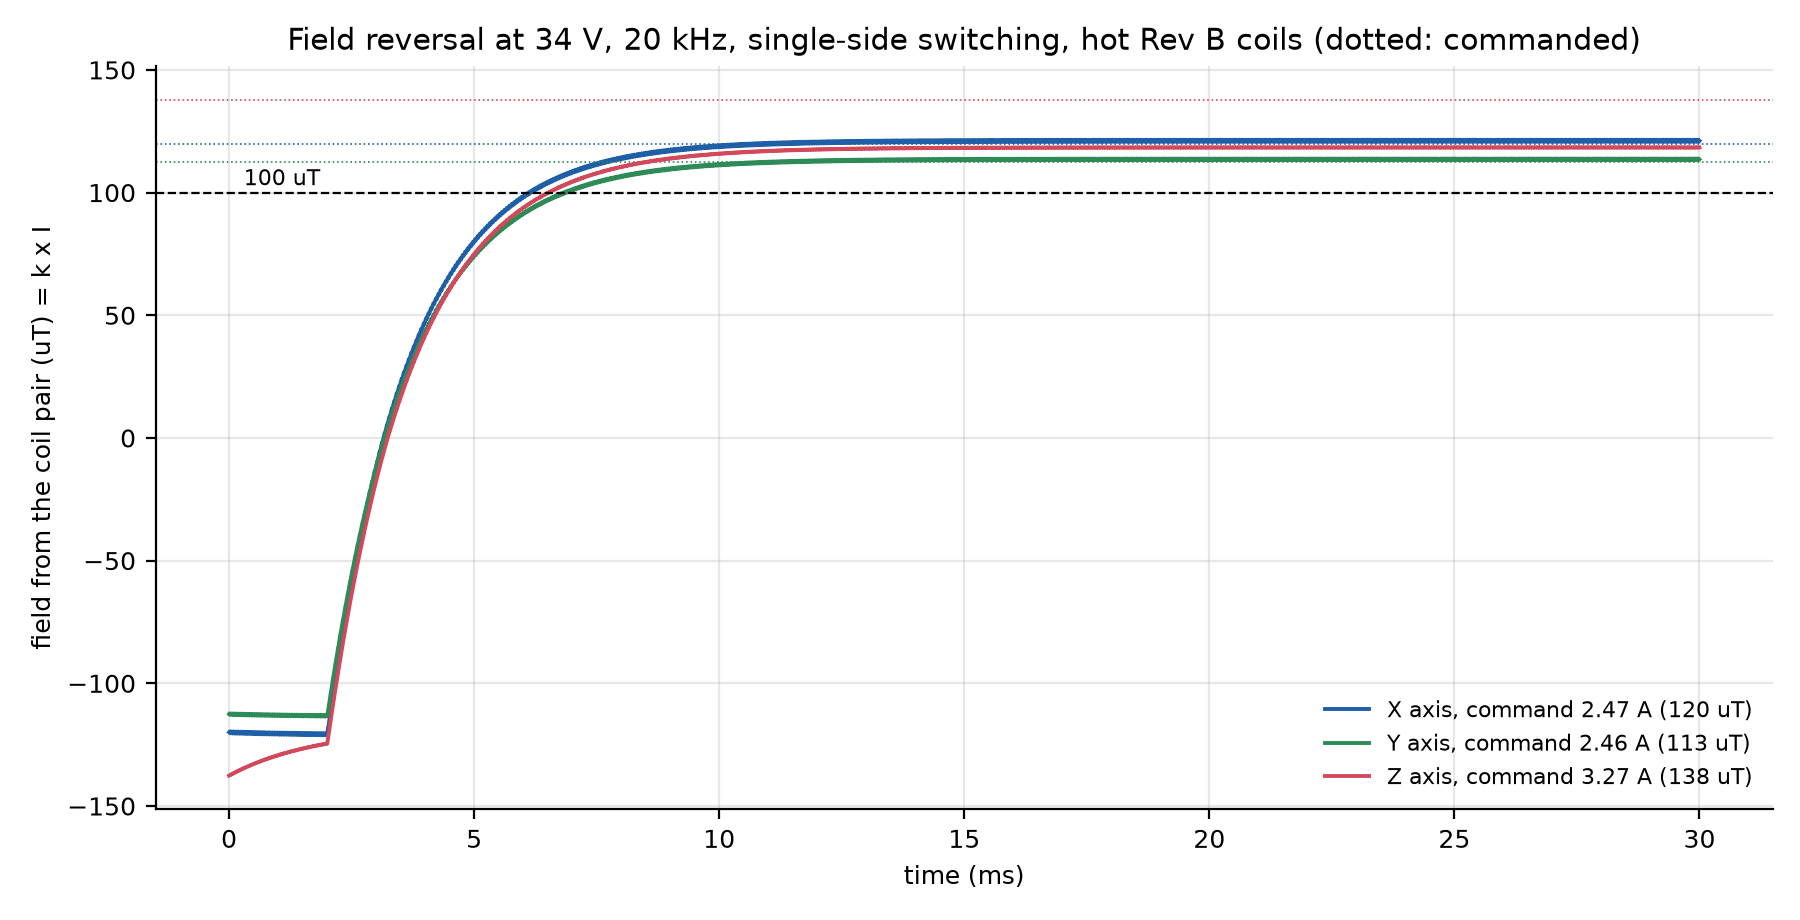 Field reversal at 34 V, 20 kHz, single-side switching, hot Rev B coils (dotted: commanded)
field from the coil pair (uT) = k x I
150
100
50
0
−50
−100
−150
100 uT
X axis, command 2.47 A (120 uT)
Y axis, command 2.46 A (113 uT)
Z axis, command 3.27 A (138 uT)
0
5
10
15
20
25
30
time (ms)